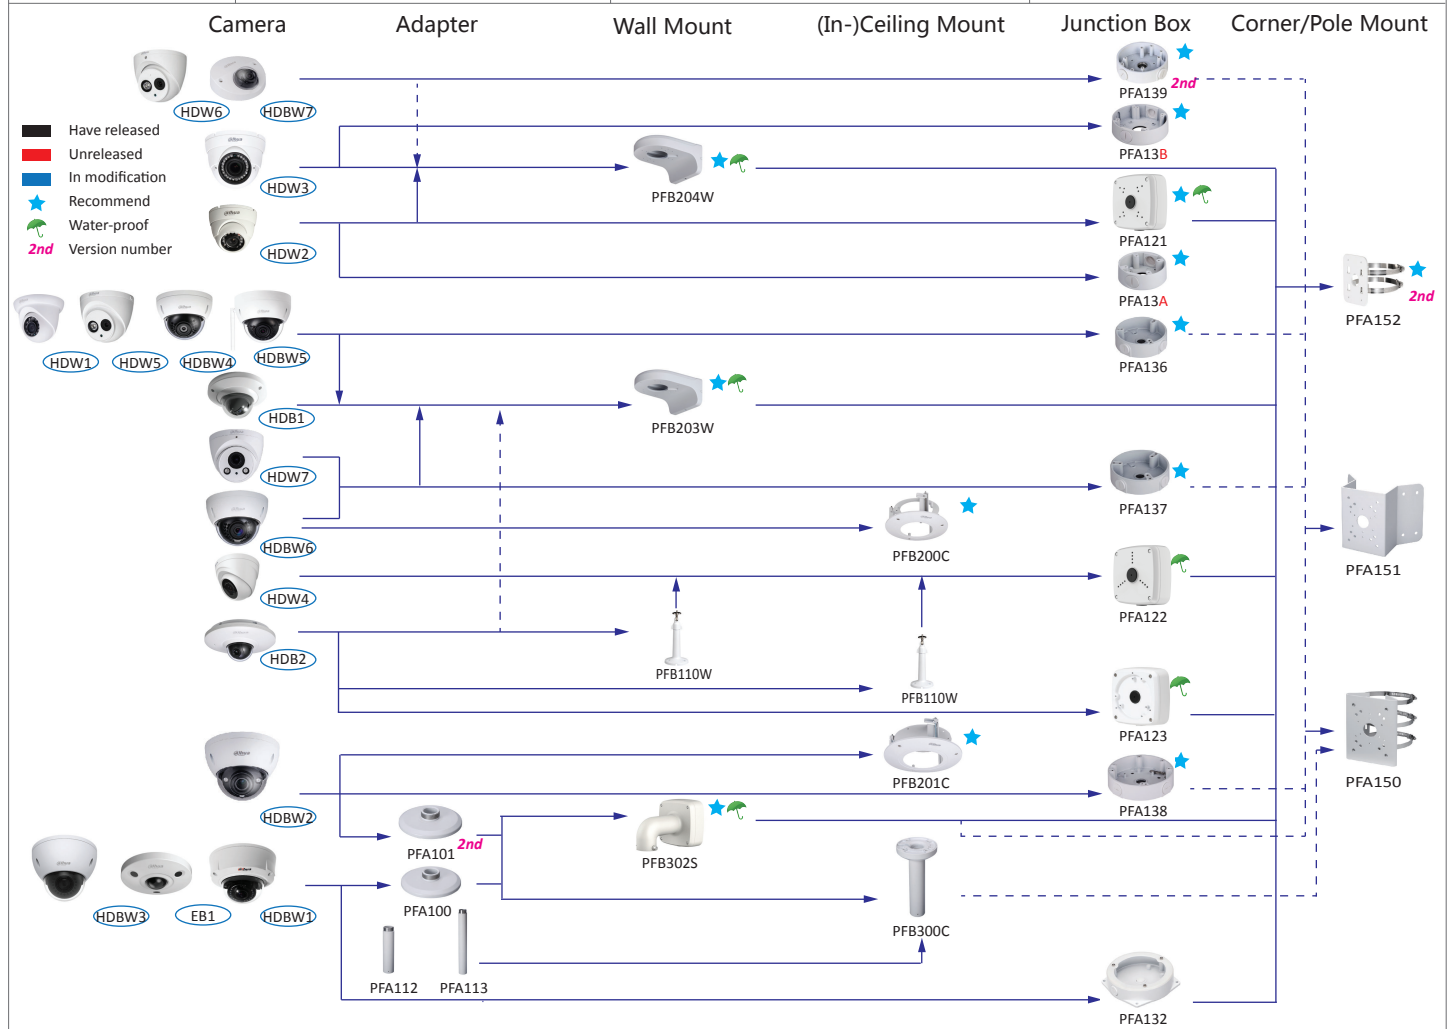 Camera Adapter Wall Mount (In-)Ceiling Mount Junction Box Corner/Pole Mount
HDW6 HDBW7 PFA139 2nd
Have released
Unreleased
In modification
Recommend
Water-proof
2nd Version number
HDW3 PFB204W PFA13B
HDW2 PFA121
PFA13A
PFA152 2nd
HDW1 HDW5 HDBW4 HDBW5 PFA136
HDB1 PFB203W
HDW7 PFA137
HDBW6 PFB200C
PFA151
HDW4 PFA122
HDB2 PFB110W PFB110W
PFA123
PFA150
HDBW2 PFB201C PFA138
PFA101 2nd PFB302S
HDBW3 EB1 HDBW1 PFA100 PFB300C
PFA112 PFA113
PFA132